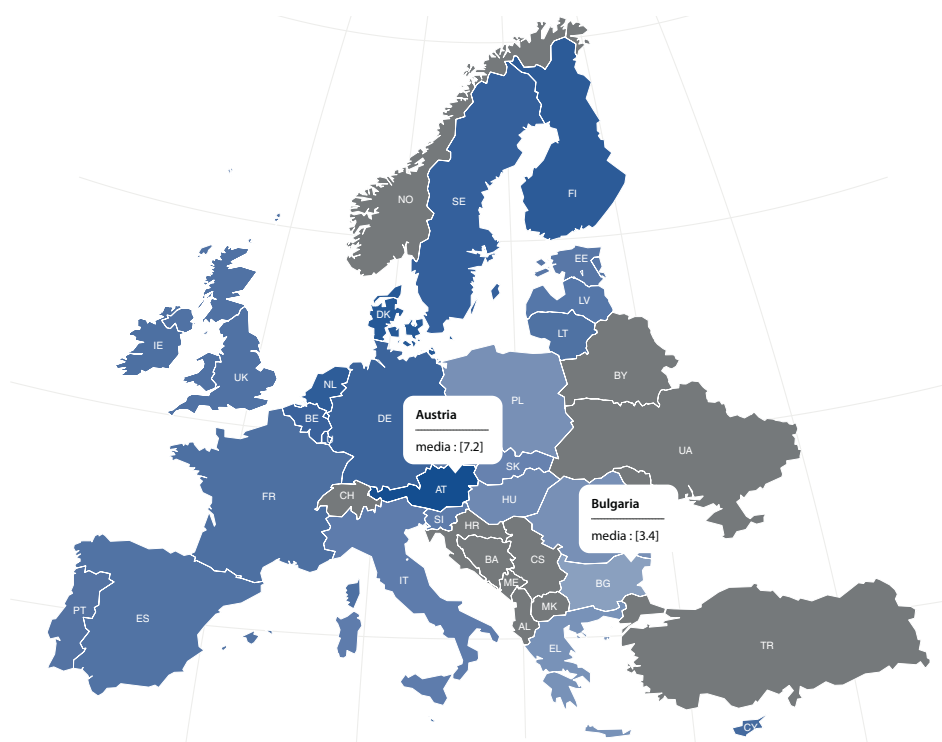 NO
SE
FI
EE
LV
DK
LT
IE
UK
NL
BY
PL
BE
DE
Austria
media : [7.2]
UA
SK
AT
FR
CH
HU
Bulgaria
media : [3.4]
SI
HR
BA
CS
IT
ME
BG
MK
PT
ES
AL
EL
TR
CY